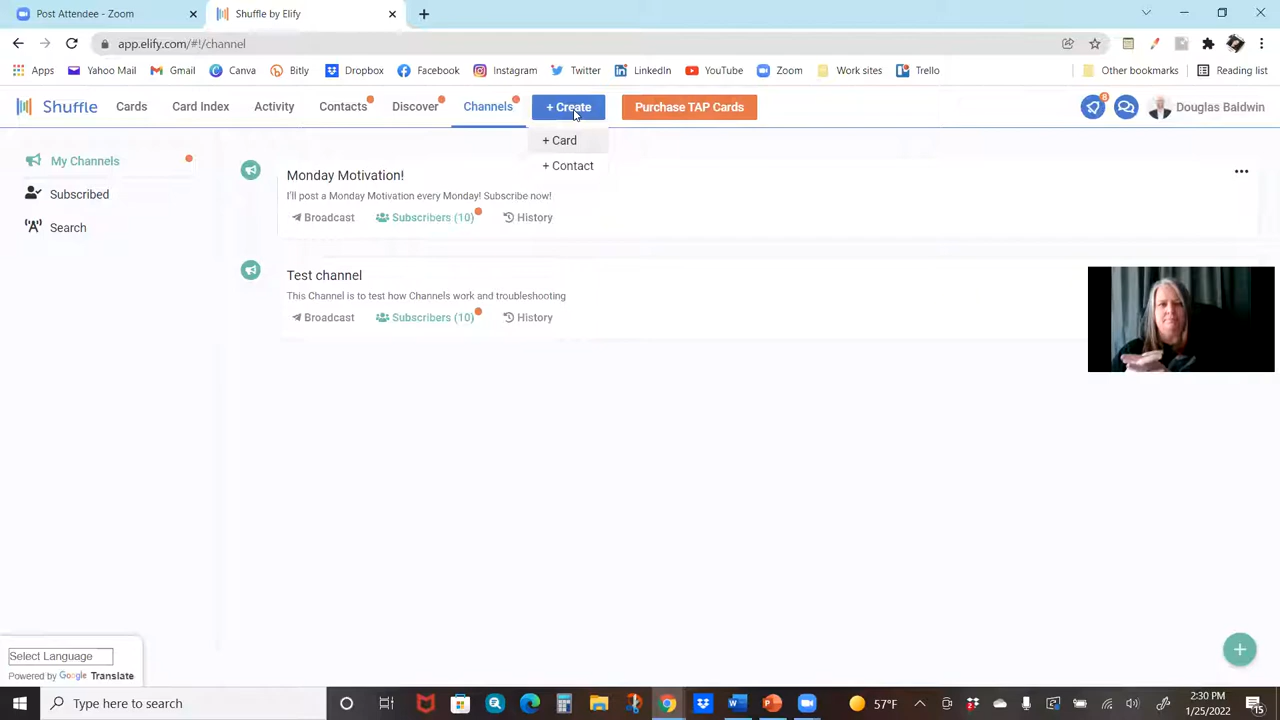 Post Attendee - Zoom
Shuffle by Elify
app.elify.com/#!/channel
Apps
Yahoo Mail
Gmail
Canva
Bitly
Dropbox
Facebook
Instagram
Twitter
LinkedIn
YouTube
Zoom
Work sites
Trello
Other bookmarks
Reading list
Shuffle
Cards
Card Index
Activity
Contacts
Discover
Channels
+ Create
Purchase TAP Cards
Douglas Baldwin
+ Card
+ Contact
My Channels
Subscribed
Search
Monday Motivation!
I'll post a Monday Motivation every Monday! Subscribe now!
Broadcast
Subscribers (10)
History
Test channel
This Channel is to test how Channels work and troubleshooting
Broadcast
Subscribers (10)
History
Select Language
Powered by Google Translate
Type here to search
57°F
2:30 PM
1/25/2022
15